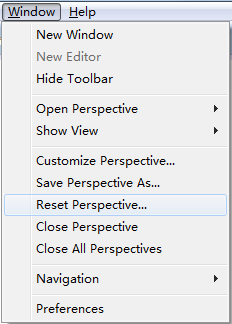 Window Help
New Window
New Editor
Hide Toolbar
Open Perspective
Show View
Customize Perspective...
Save Perspective As...
Reset Perspective...
Close Perspective
Close All Perspectives
Navigation
Preferences